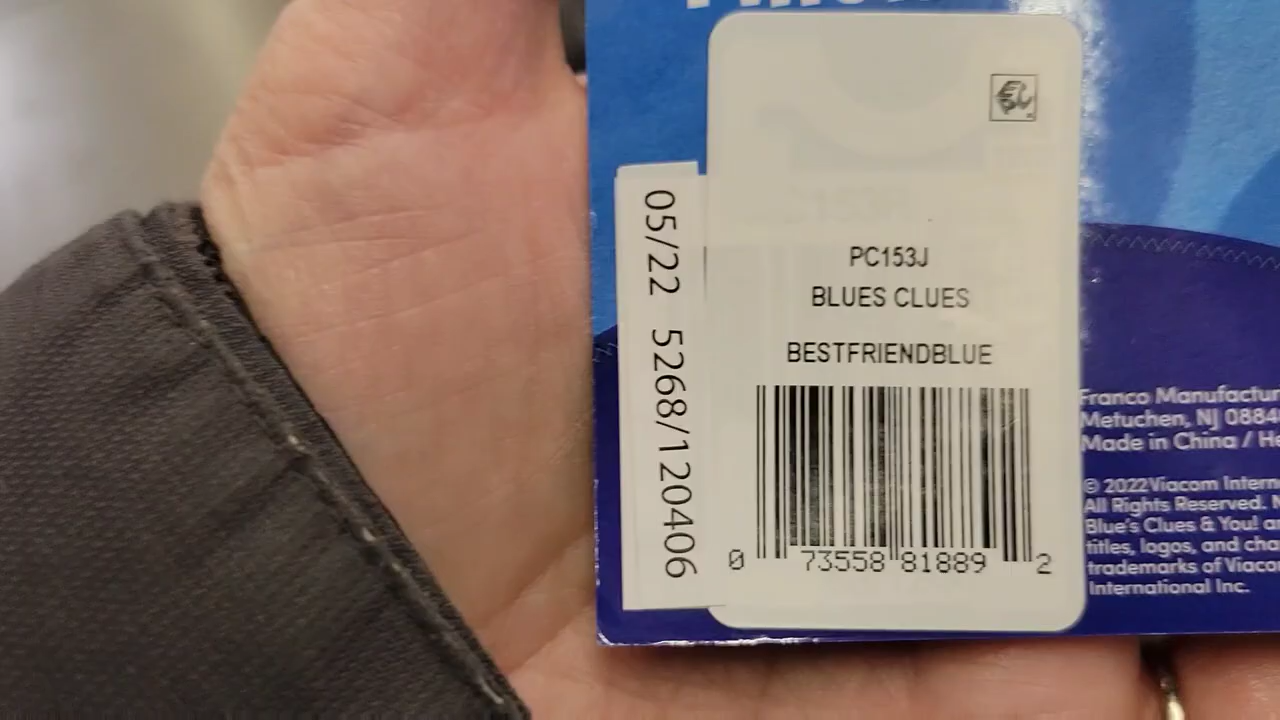 PC153J
BLUES CLUES
BESTFRIENDBLUE
0 73558 81889 2
05/22 5268/120406
Franco Manufactur
Metuchen, NJ 0884
Made in China / He
© 2022 Viacom Intern
All Rights Reserved. N
Blue's Clues & You! an
titles, logos, and cha
trademarks of Viaco
International Inc.